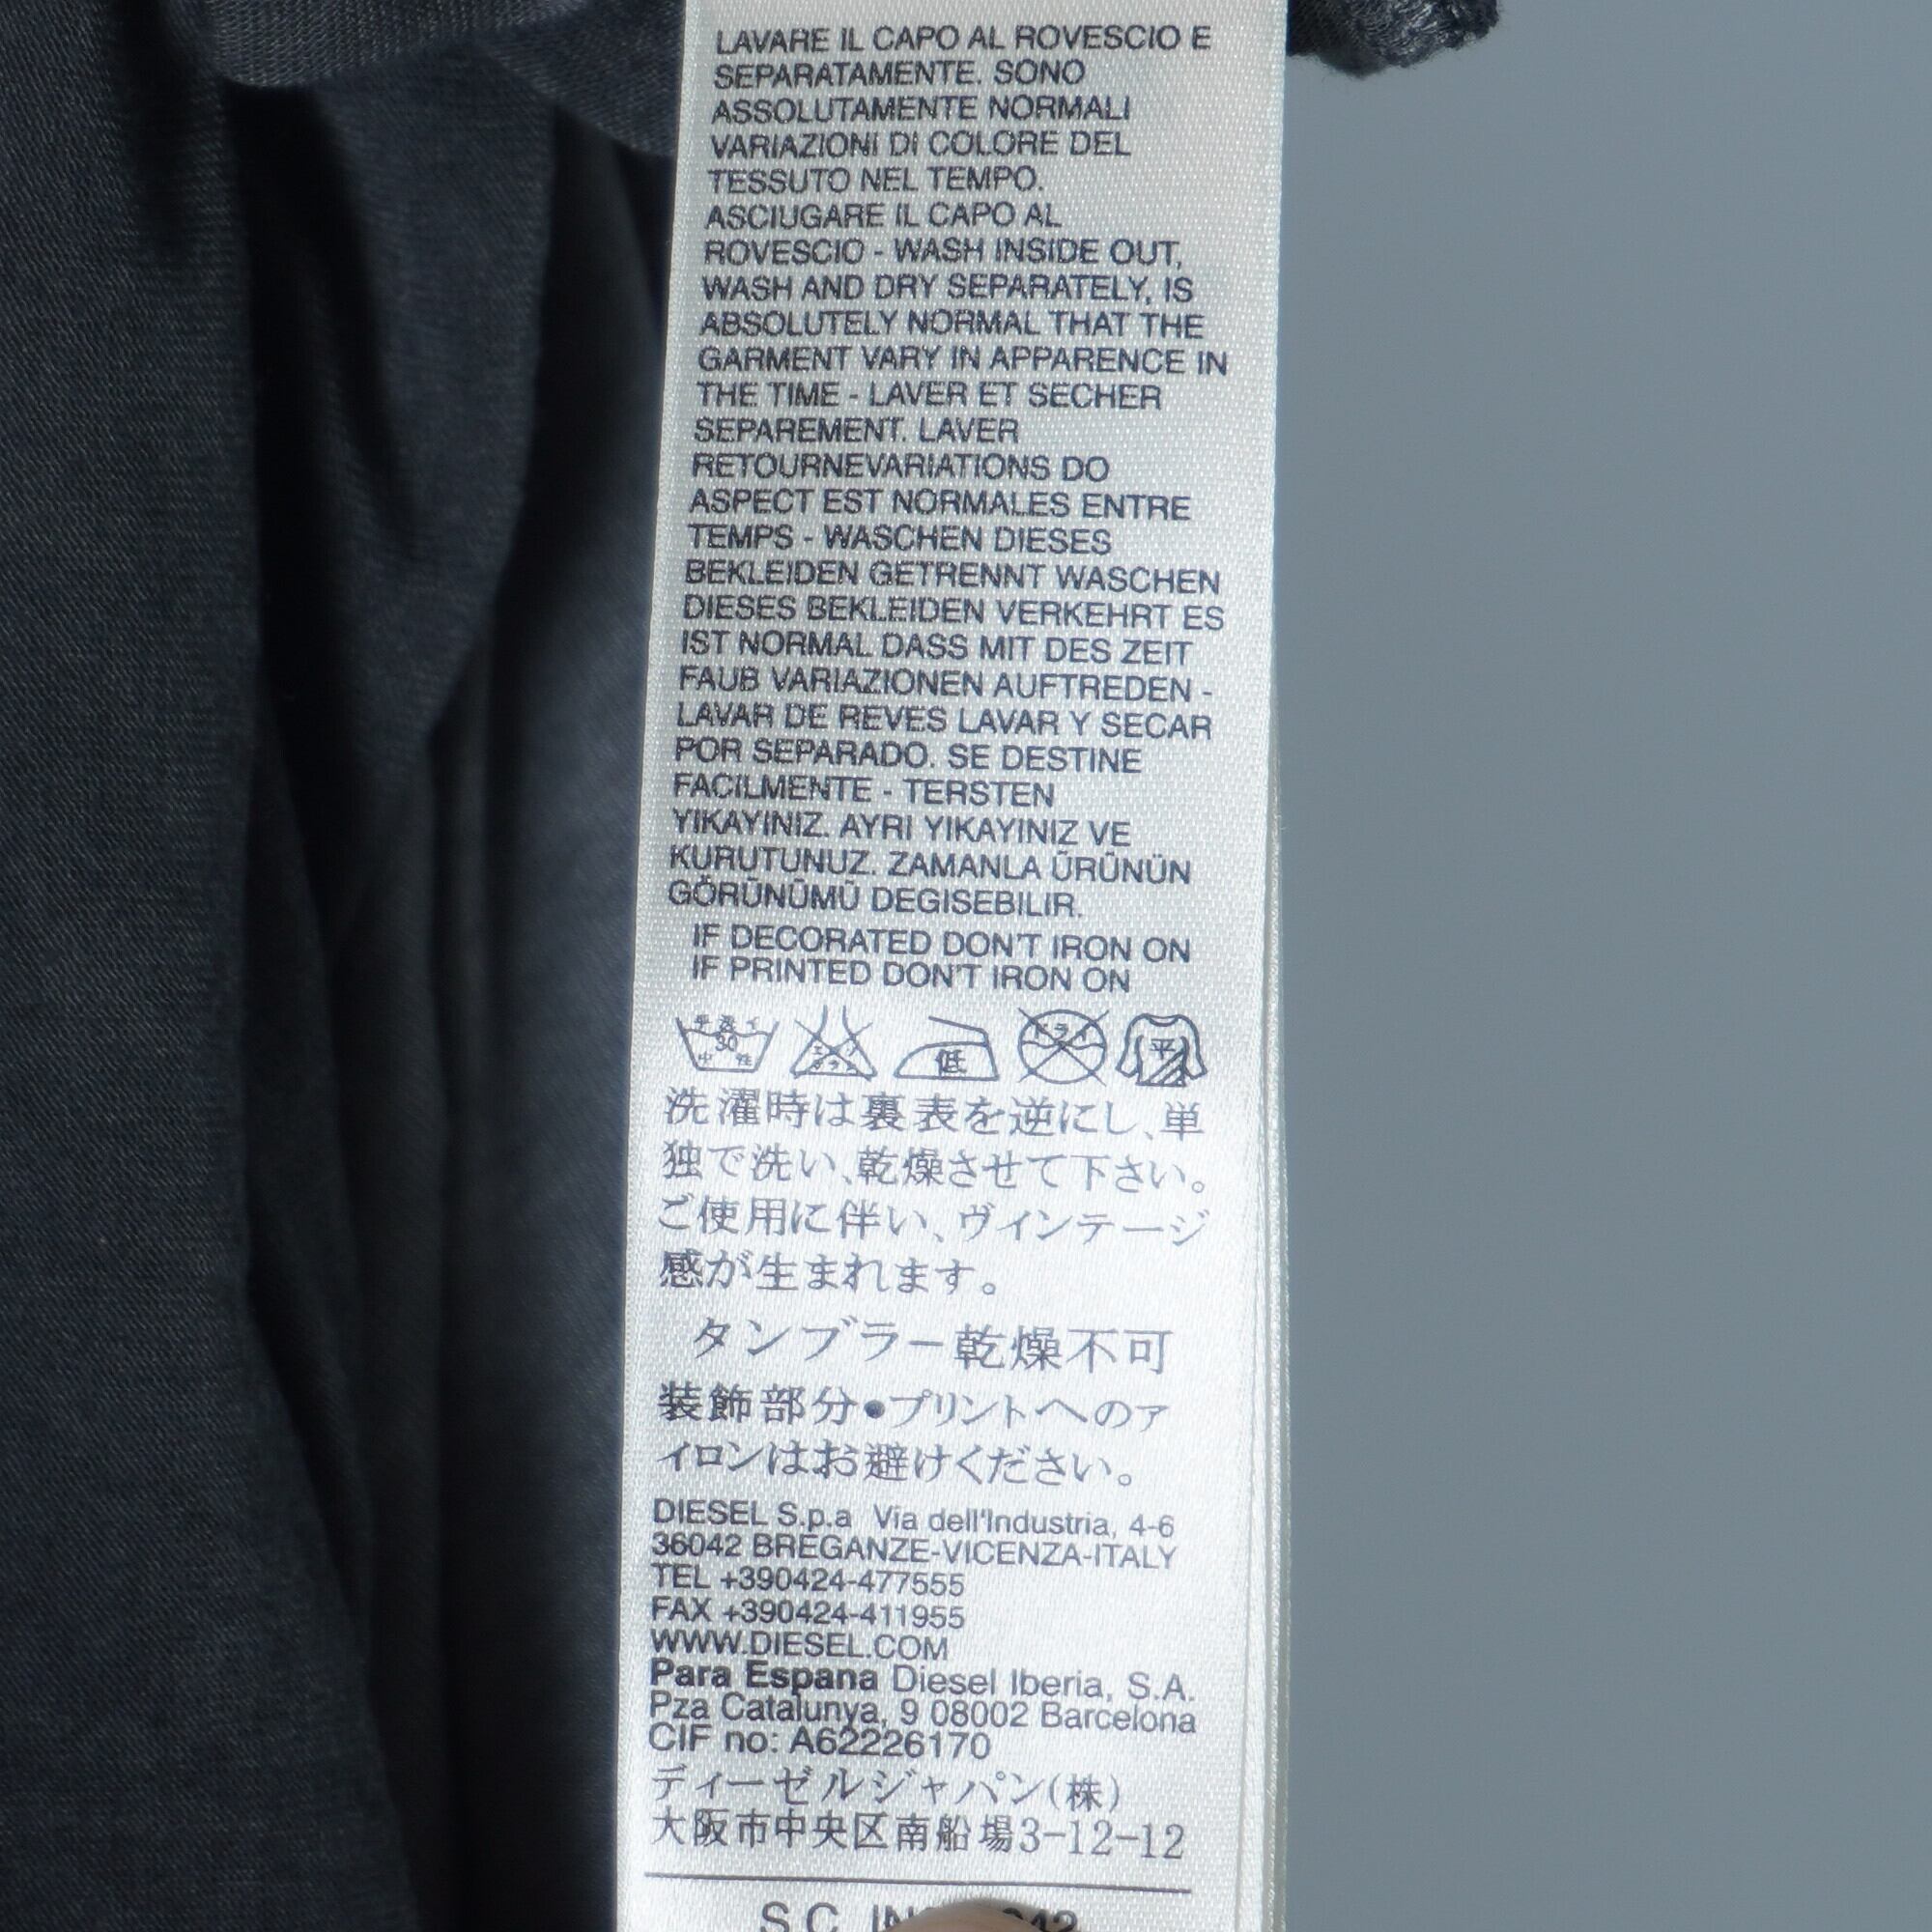 LAVARE IL CAPO AL ROVESCIO E
SEPARATAMENTE. SONO
ASSOLUTAMENTE NORMALI
VARIAZIONI DI COLORE DEL
TESSUTO NEL TEMPO.
ASCIUGARE IL CAPO AL
ROVESCIO - WASH INSIDE OUT,
WASH AND DRY SEPARATELY, IS
ABSOLUTELY NORMAL THAT THE
GARMENT VARY IN APPARENCE IN
THE TIME - LAVER ET SECHER
SEPAREMENT. LAVER
RETOURNEVARIATIONS DO
ASPECT EST NORMALES ENTRE
TEMPS - WASCHEN DIESES
BEKLEIDEN GETRENNT WASCHEN
DIESES BEKLEIDEN VERKEHRT ES
IST NORMAL DASS MIT DES ZEIT
FAUB VARIAZIONEN AUFTREDEN -
LAVAR DE REVES LAVAR Y SECAR
POR SEPARADO. SE DESTINE
FACILMENTE - TERSTEN
YIKAYINIZ. AYRI YIKAYINIZ VE
KURUTUNUZ. ZAMANLA ÜRÜNÜN
GÖRÜNÜMÜ DEGISEBILIR.
IF DECORATED DON'T IRON ON
IF PRINTED DON'T IRON ON
30 中性 低 ドライ 平
洗濯時は裏表を逆にし、単
独で洗い、乾燥させて下さい。
ご使用に伴い、ヴィンテージ
感が生まれます。
タンブラー乾燥不可
装飾部分●プリントへのア
イロンはお避けください。
DIESEL S.p.a Via dell'Industria, 4-6
36042 BREGANZE-VICENZA-ITALY
TEL +390424-477555
FAX +390424-411955
WWW.DIESEL.COM
Para Espana Diesel Iberia, S.A.
Pza Catalunya, 9 08002 Barcelona
CIF no: A62226170
ディーゼルジャパン(株)
大阪市中央区南船場3-12-12
S.C.